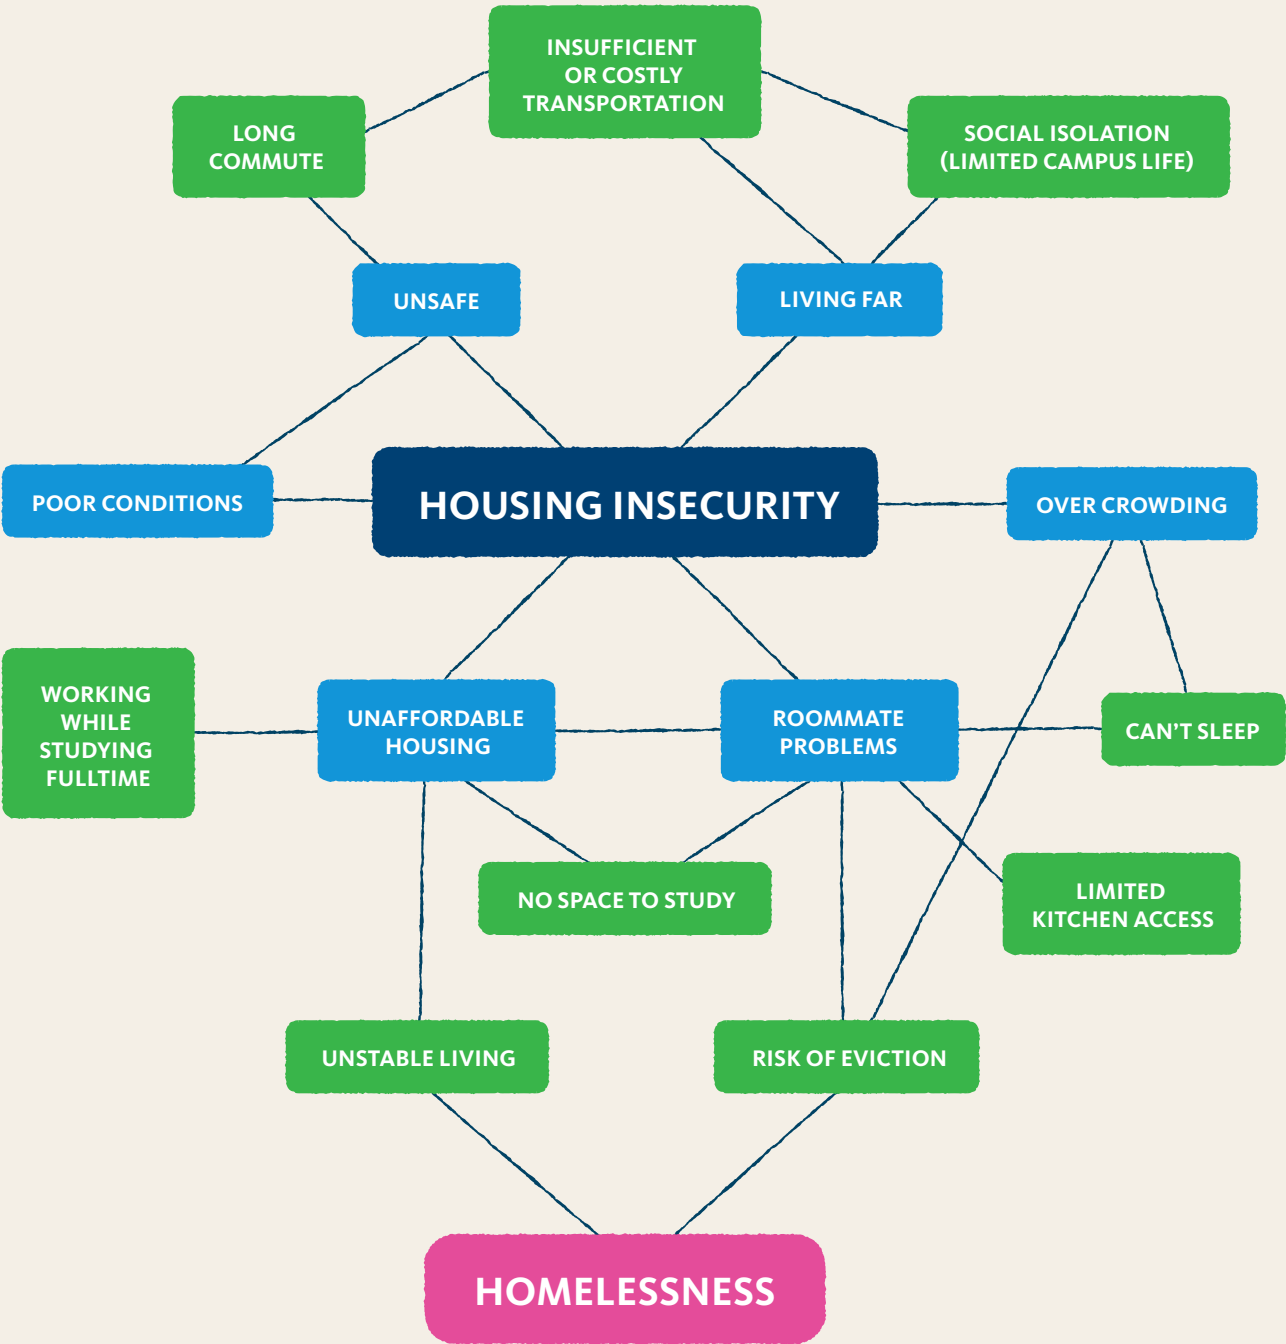 INSUFFICIENT
OR COSTLY
TRANSPORTATION
LONG
COMMUTE
SOCIAL ISOLATION
(LIMITED CAMPUS LIFE)
UNSAFE
LIVING FAR
POOR CONDITIONS
HOUSING INSECURITY
OVER CROWDING
WORKING
WHILE
STUDYING
FULLTIME
UNAFFORDABLE
HOUSING
ROOMMATE
PROBLEMS
CAN'T SLEEP
NO SPACE TO STUDY
LIMITED
KITCHEN ACCESS
UNSTABLE LIVING
RISK OF EVICTION
HOMELESSNESS